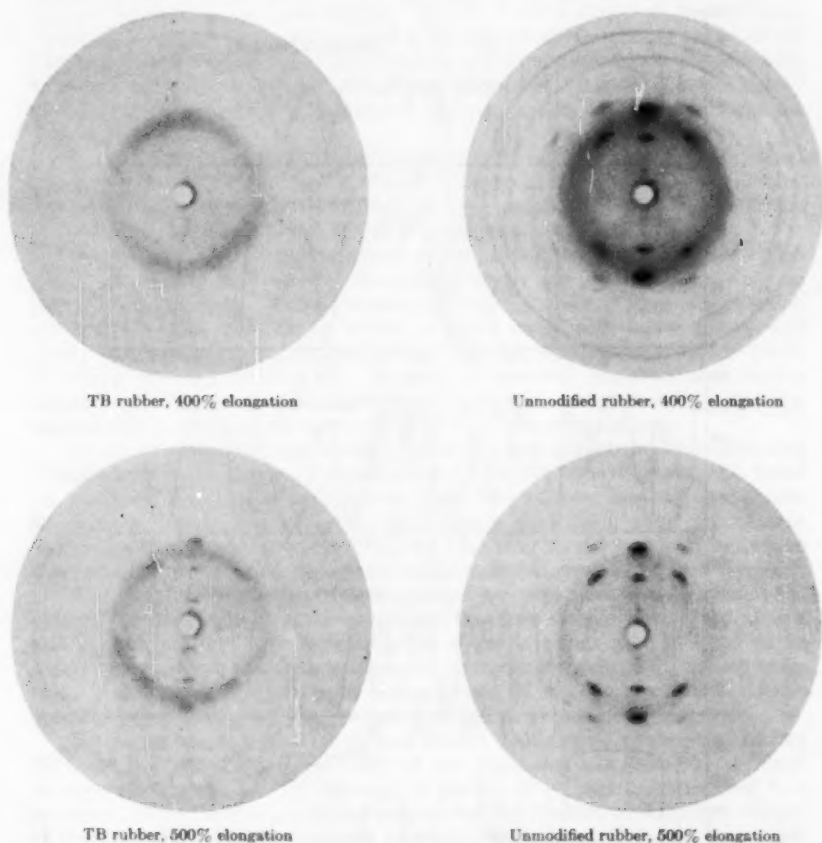 TB rubber, 400% elongation
Unmodified rubber, 400% elongation
TB rubber, 500% elongation
Unmodified rubber, 500% elongation